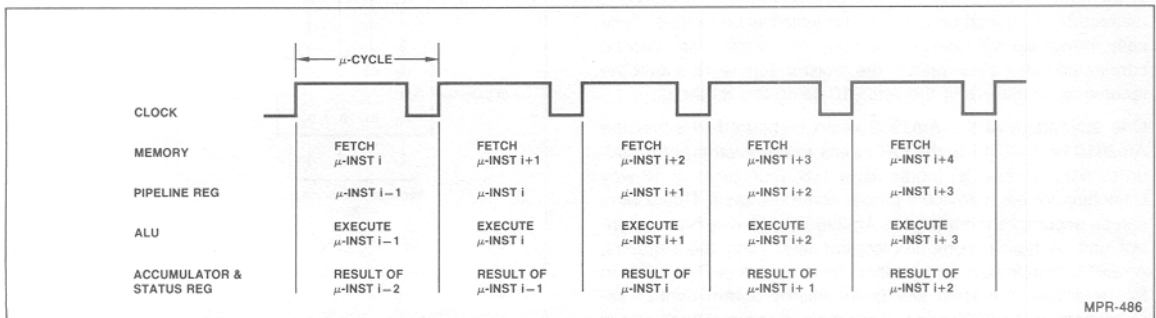 μ-CYCLE
CLOCK
MEMORY FETCH FETCH FETCH FETCH FETCH
μ-INST i μ-INST i+1 μ-INST i+2 μ-INST i+3 μ-INST i+4
PIPELINE REG μ-INST i−1 μ-INST i μ-INST i+1 μ-INST i+2 μ-INST i+3
ALU EXECUTE EXECUTE EXECUTE EXECUTE EXECUTE
μ-INST i−1 μ-INST i μ-INST i+1 μ-INST i+2 μ-INST i+ 3
ACCUMULATOR & RESULT OF RESULT OF RESULT OF RESULT OF RESULT OF
STATUS REG μ-INST i−2 μ-INST i-1 μ-INST i μ-INST i+ 1 μ-INST i+2
MPR-486